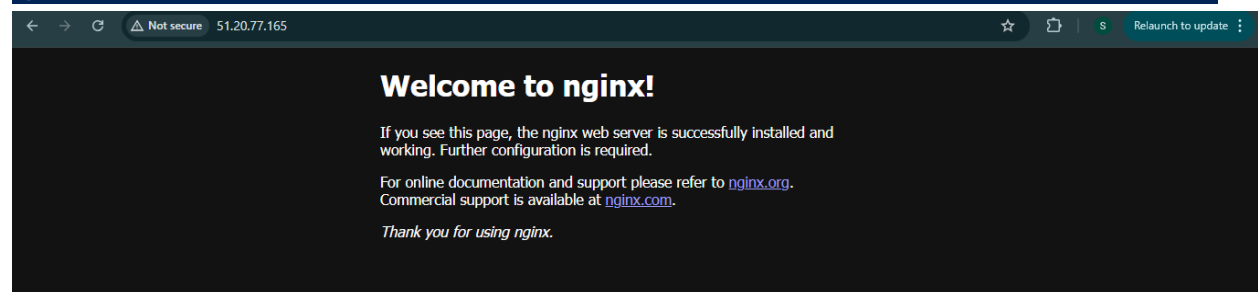 Not secure 51.20.77.165
S
Relaunch to update
Welcome to nginx!
If you see this page, the nginx web server is successfully installed and
working. Further configuration is required.
For online documentation and support please refer to nginx.org.
Commercial support is available at nginx.com.
Thank you for using nginx.